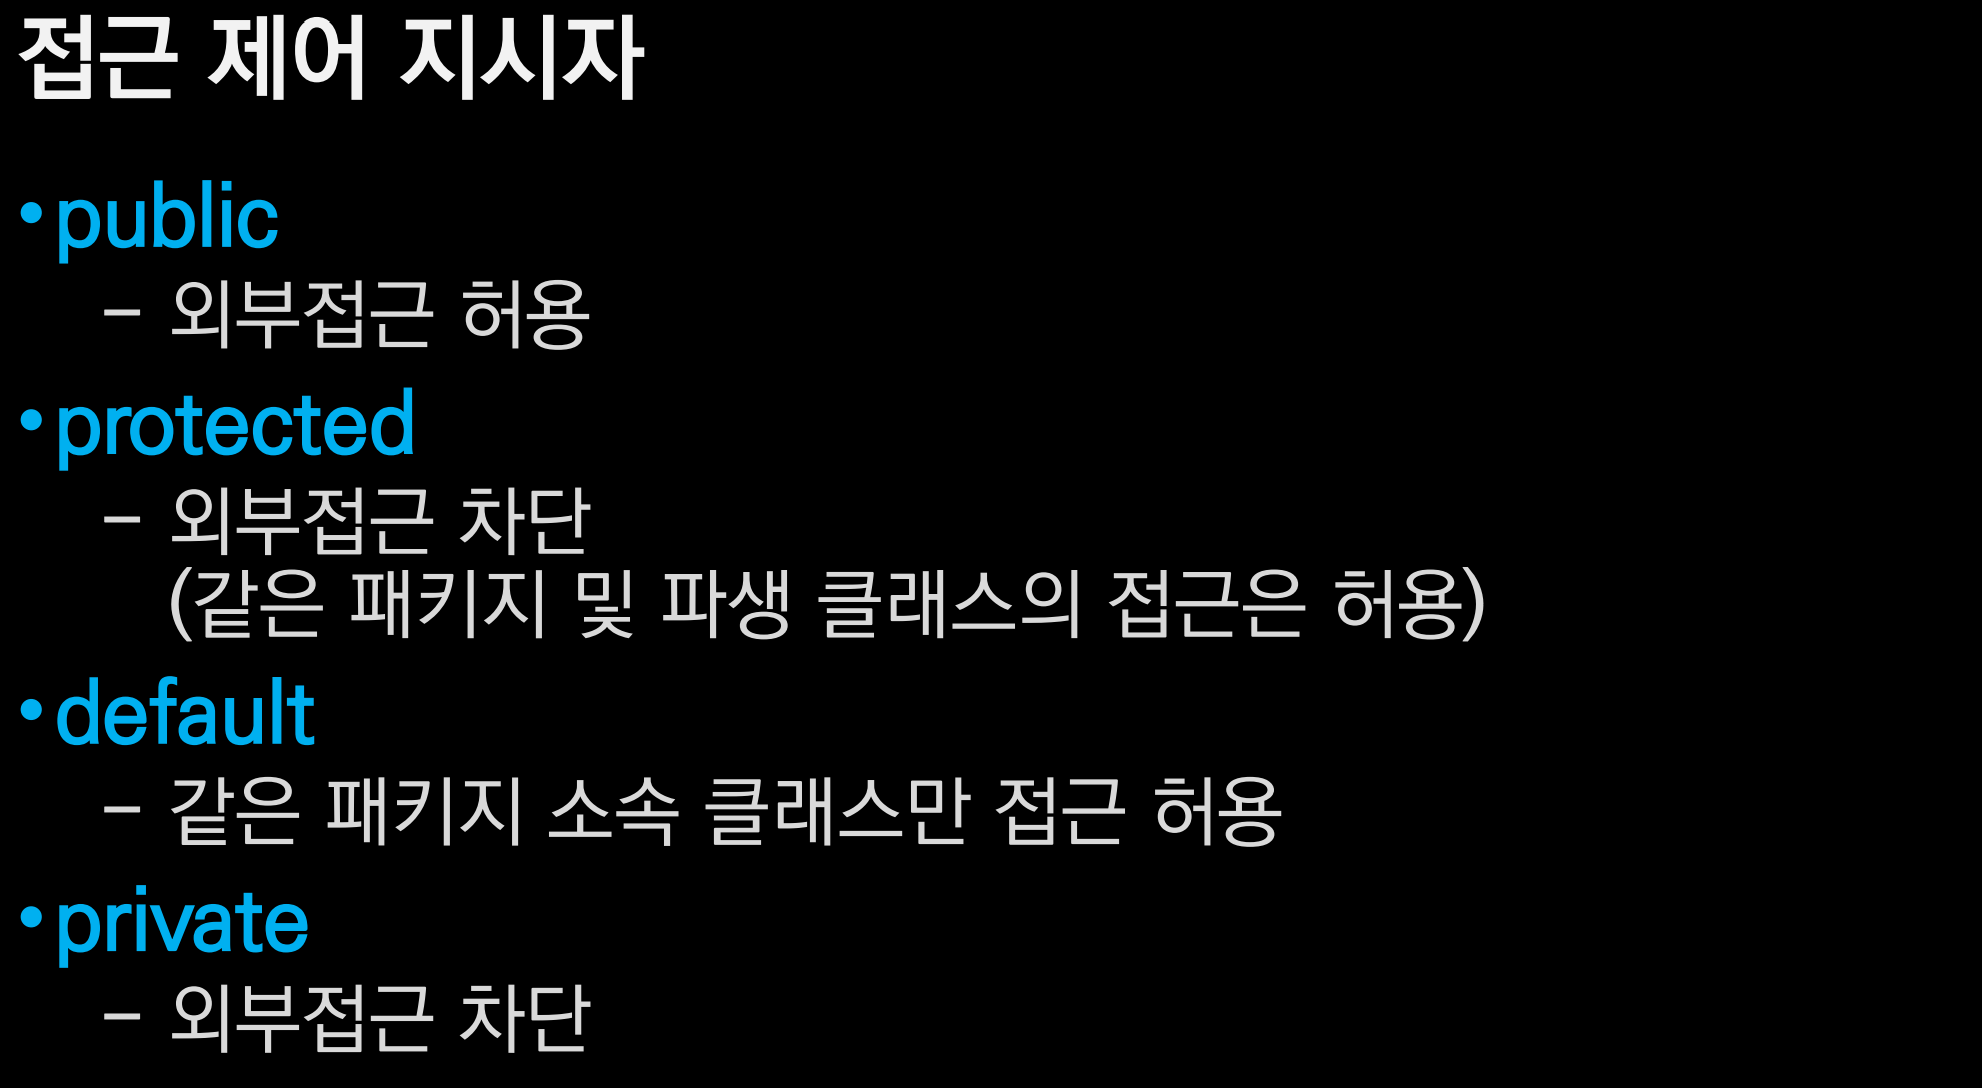 접근 제어 지시자
•public
– 외부접근 허용
•protected
– 외부접근 차단
(같은 패키지 및 파생 클래스의 접근은 허용)
•default
– 같은 패키지 소속 클래스만 접근 허용
•private
– 외부접근 차단